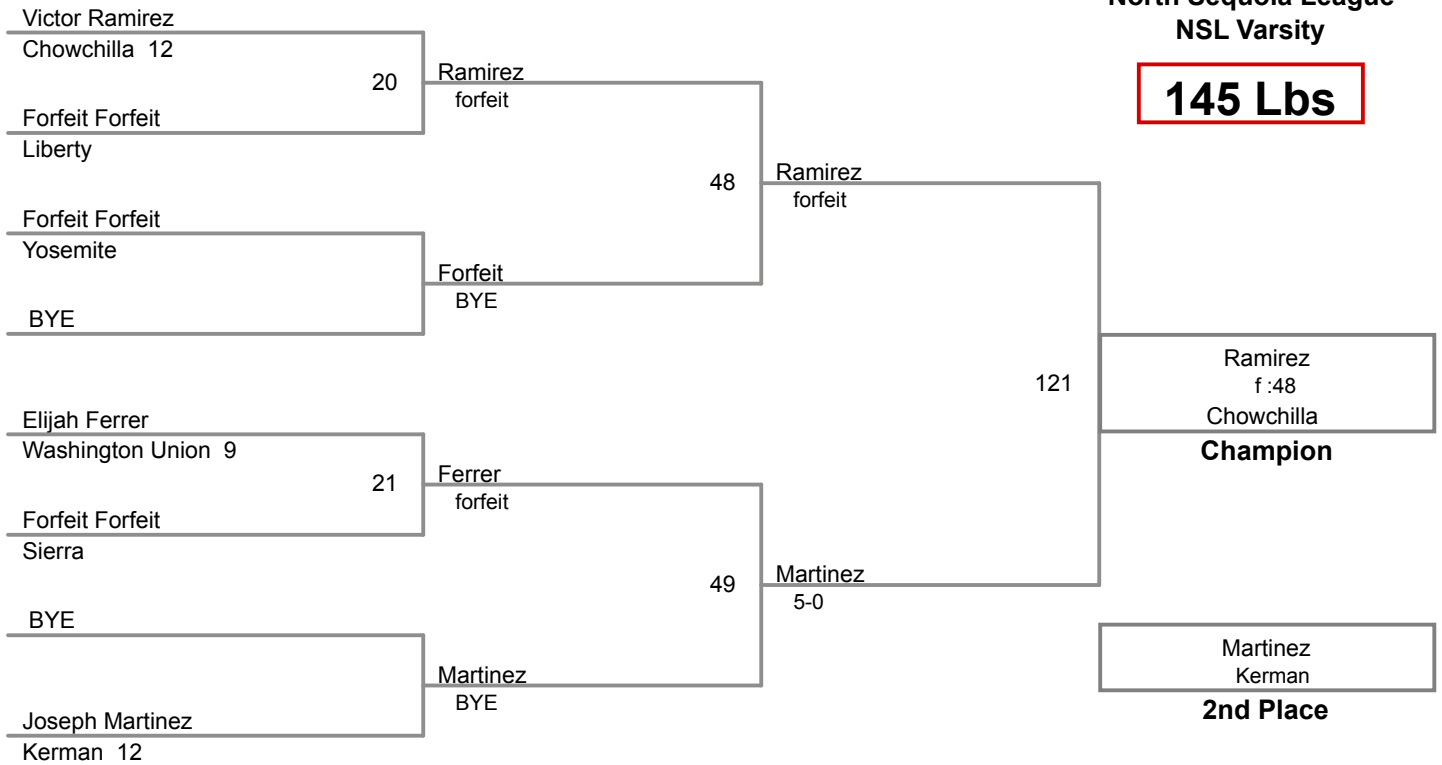 North Sequoia League
NSL Varsity
145 Lbs
Victor Ramirez
Chowchilla 12
20
Ramirez
forfeit
Forfeit Forfeit
Liberty
48
Ramirez
forfeit
Forfeit Forfeit
Yosemite
Forfeit
BYE
BYE
121
Ramirez
f :48
Chowchilla
Champion
Elijah Ferrer
Washington Union 9
21
Ferrer
forfeit
Forfeit Forfeit
Sierra
49
Martinez
5-0
BYE
Martinez
BYE
Joseph Martinez
Kerman 12
Martinez
Kerman
2nd Place